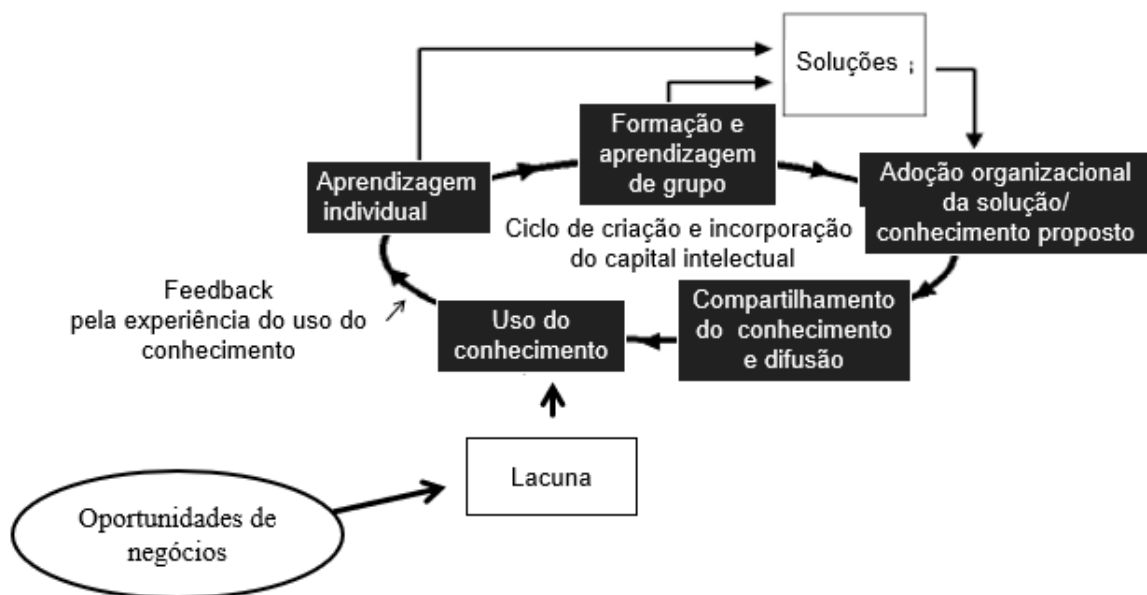 Soluções ;
Formação e
aprendizagem
de grupo
Aprendizagem
individual
Adoção organizacional
da solução/
conhecimento proposto
Ciclo de criação e incorporação
do capital intelectual
Feedback
pela experiência do uso do
conhecimento
Uso do
conhecimento
Compartilhamento
do conhecimento
e difusão
Lacuna
Oportunidades de
negócios